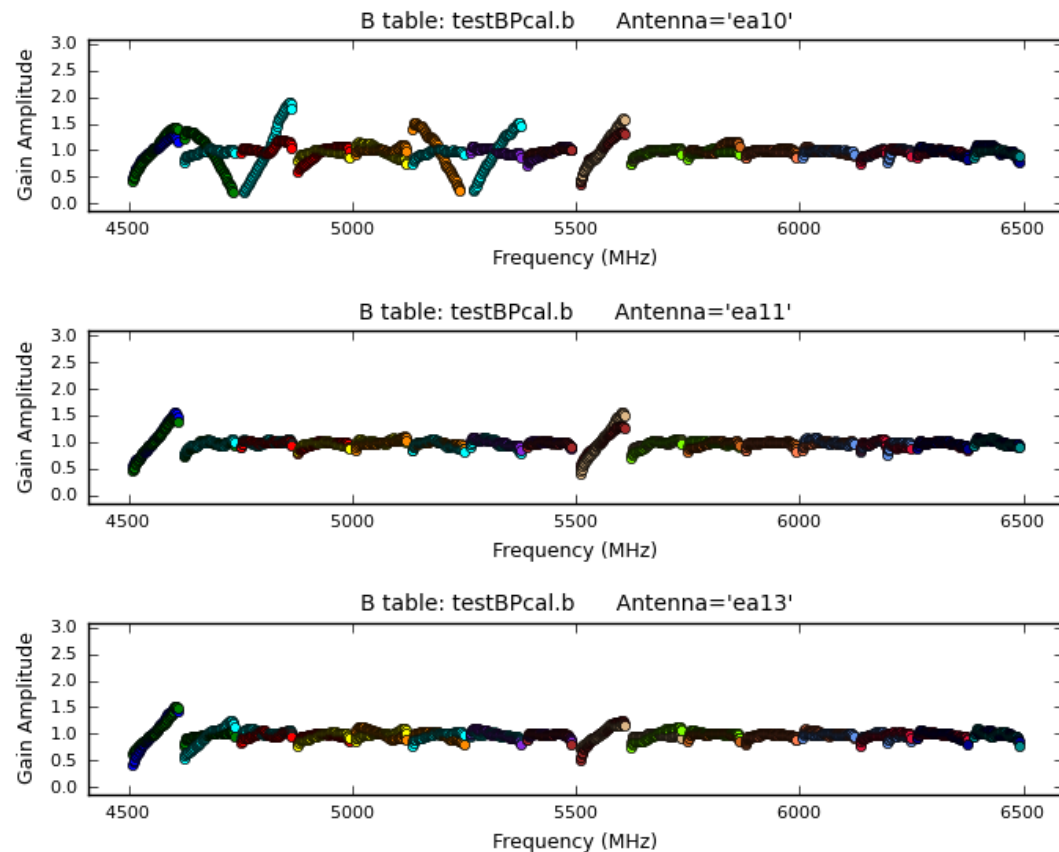 B table: testBPcal.b Antenna='ea10'
3.0
2.5
2.0
1.5
1.0
0.5
0.0
Gain Amplitude
4500 5000 5500 6000 6500
Frequency (MHz)
B table: testBPcal.b Antenna='ea11'
3.0
2.5
2.0
1.5
1.0
0.5
0.0
Gain Amplitude
4500 5000 5500 6000 6500
Frequency (MHz)
B table: testBPcal.b Antenna='ea13'
3.0
2.5
2.0
1.5
1.0
0.5
0.0
Gain Amplitude
4500 5000 5500 6000 6500
Frequency (MHz)